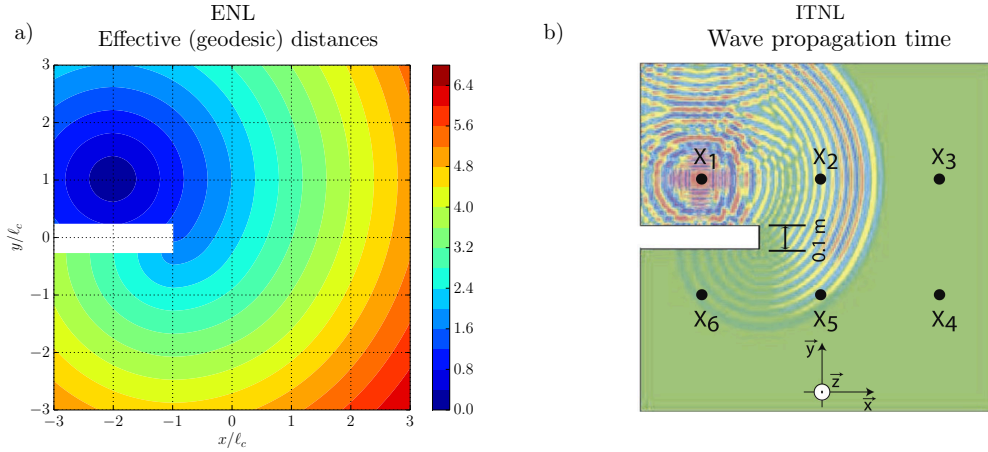 ENL
Effective (geodesic) distances
a)
3
2
1
0
−1
−2
−3
y/ℓc
−3 −2 −1 0 1 2 3
x/ℓc
6.4
5.6
4.8
4.0
3.2
2.4
1.6
0.8
0.0
ITNL
Wave propagation time
b)
X1 X2 X3
0.1 m
X6 X5 X4
y
z
x